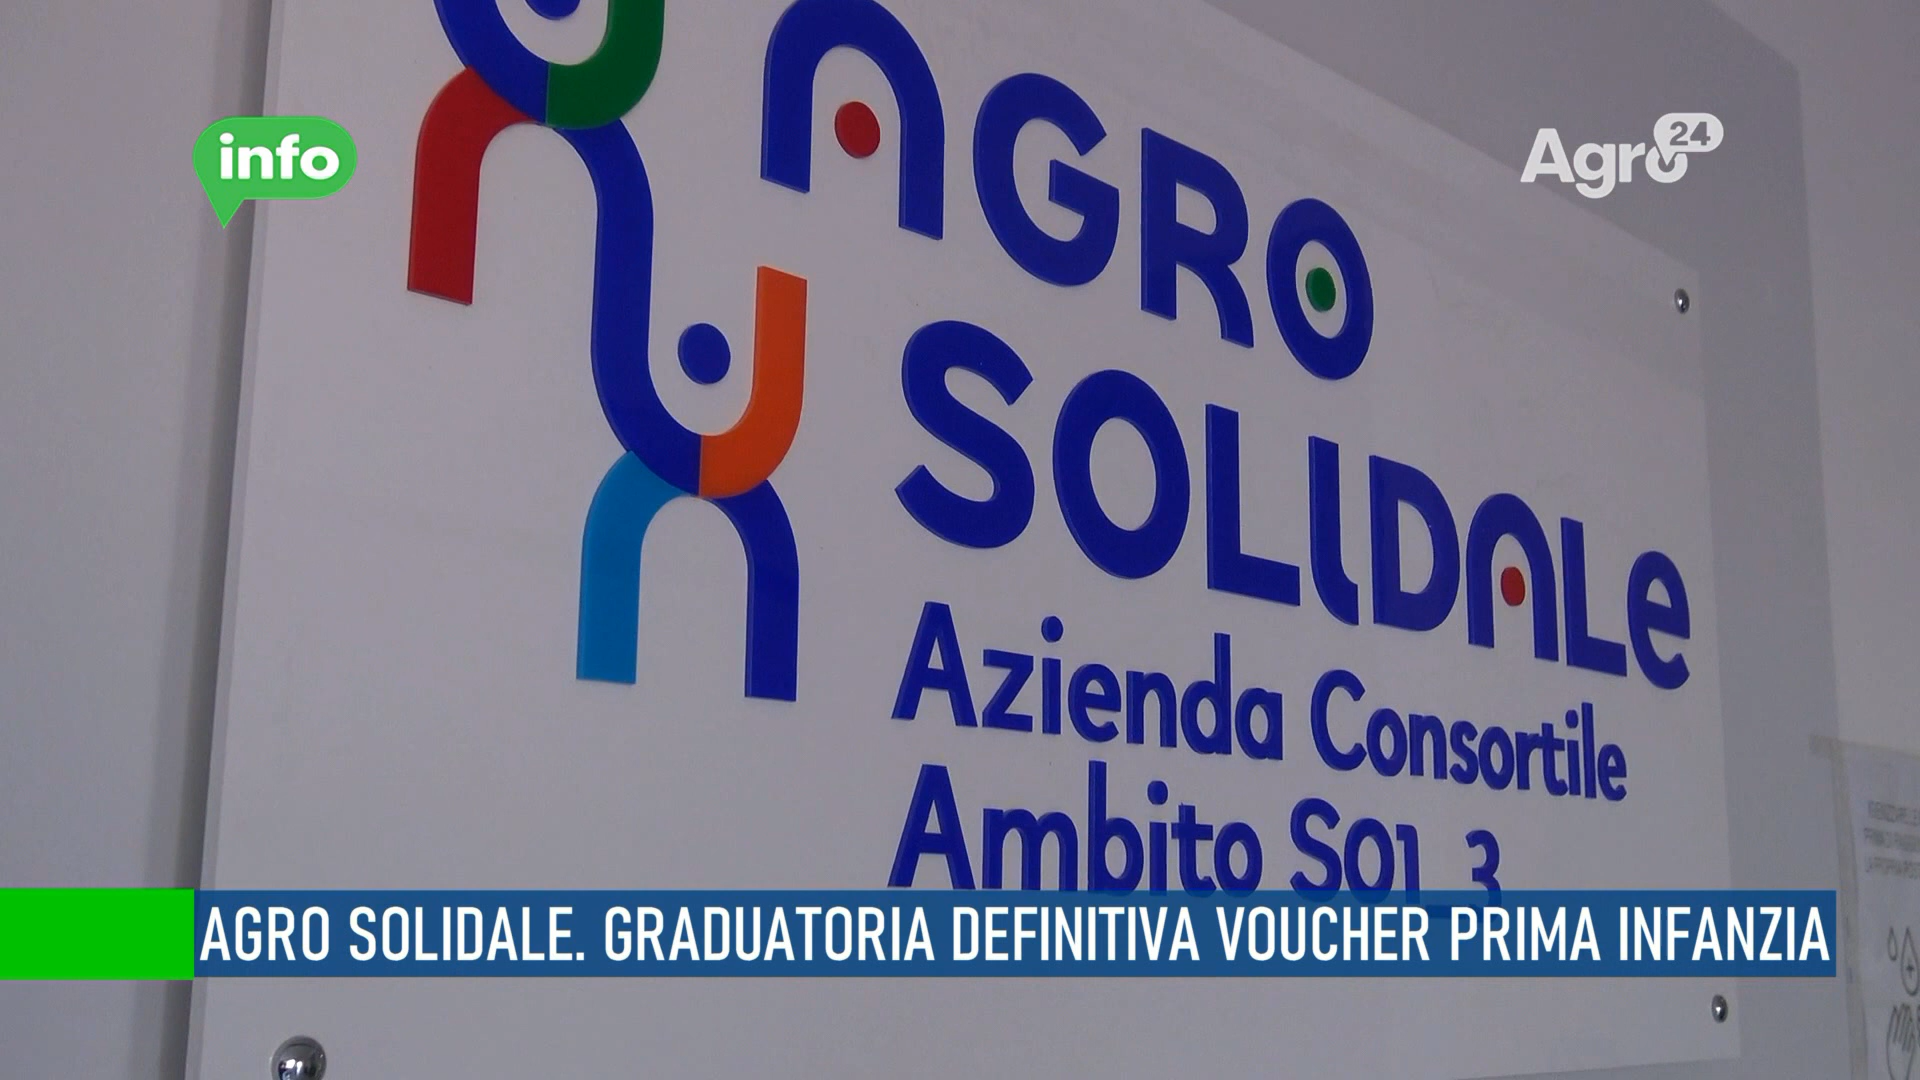 info
Agro 24
AGRO
SOLIDALe
Azienda Consortile
Ambito S01_3
AGRO SOLIDALE. GRADUATORIA DEFINITIVA VOUCHER PRIMA INFANZIA